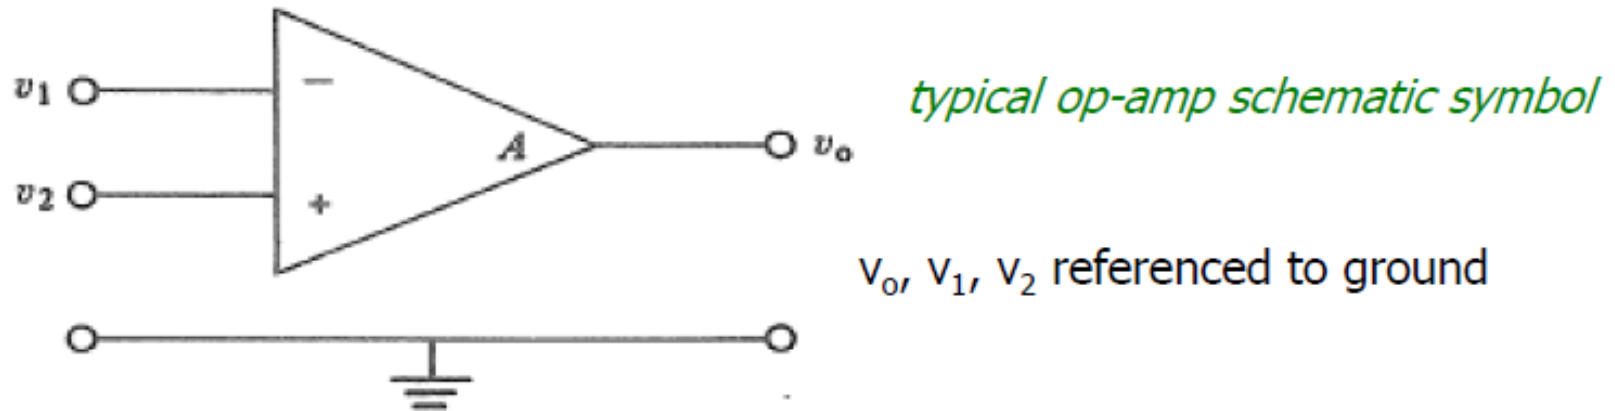 v₁
−
typical op-amp schematic symbol
A
vₒ
v₂
+
vₒ, v₁, v₂ referenced to ground